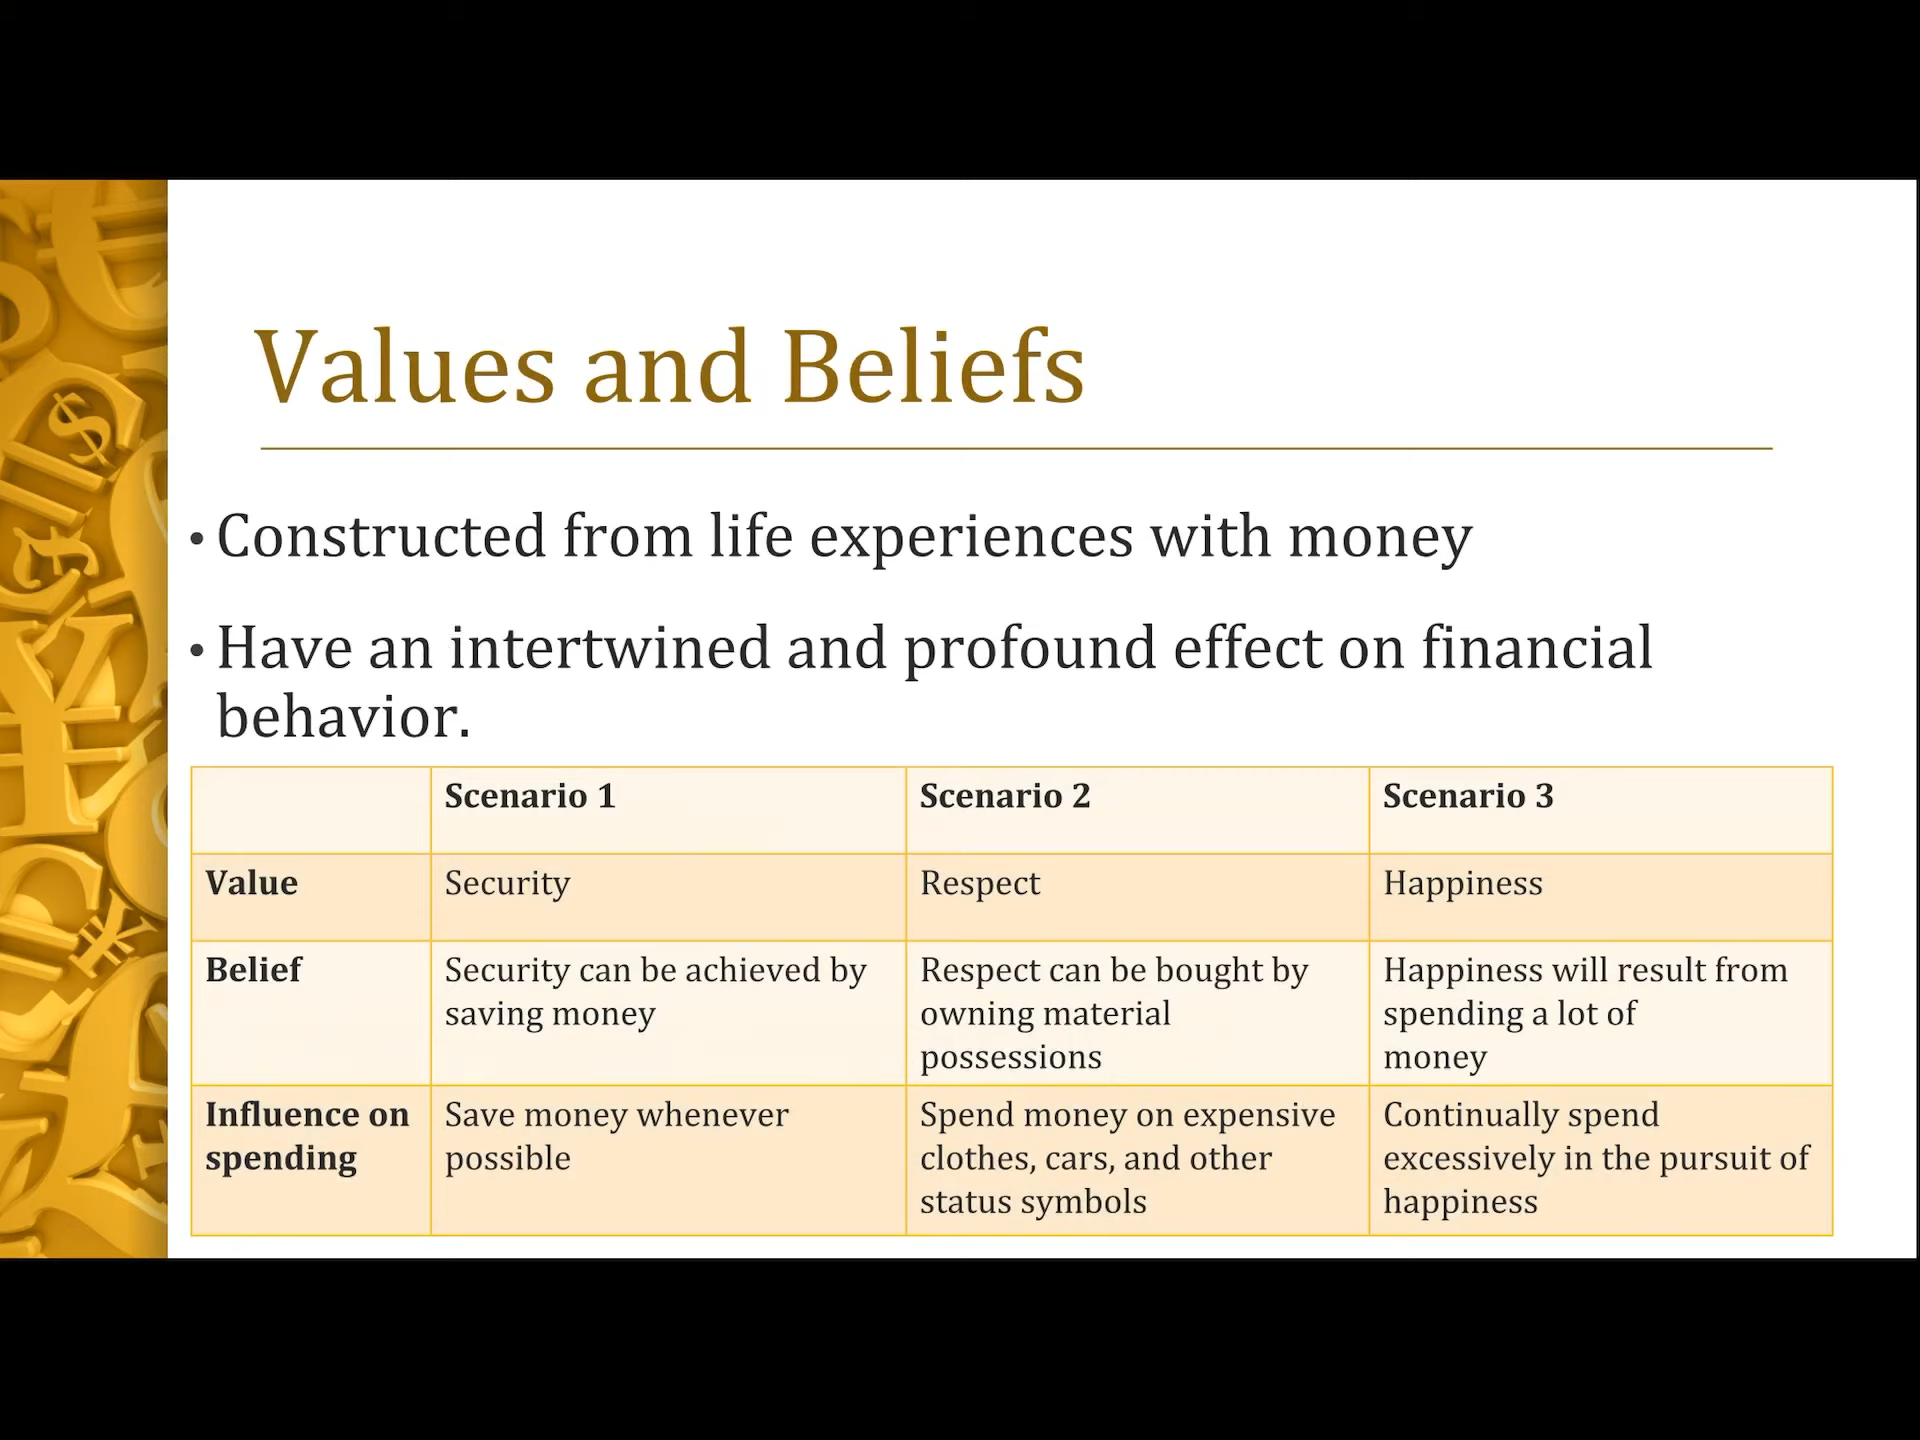 Values and Beliefs
• Constructed from life experiences with money
• Have an intertwined and profound effect on financial
behavior.
Scenario 1
Scenario 2
Scenario 3
Value
Security
Respect
Happiness
Belief
Security can be achieved by
saving money
Respect can be bought by
owning material
possessions
Happiness will result from
spending a lot of
money
Influence on
spending
Save money whenever
possible
Spend money on expensive
clothes, cars, and other
status symbols
Continually spend
excessively in the pursuit of
happiness